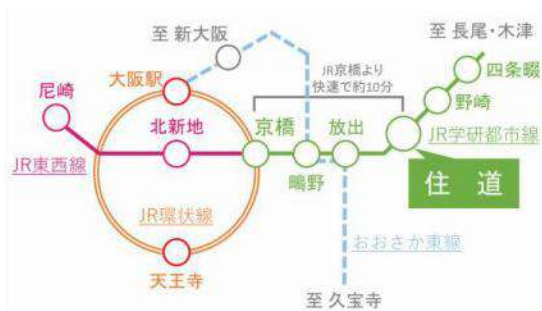 至 新大阪
至 長尾・木津
大阪駅
JR京橋より
快速で約10分
四条畷
尼崎
野崎
北新地
京橋
放出
JR学研都市線
JR東西線
鴫野
住 道
JR環状線
おおさか東線
天王寺
至 久宝寺